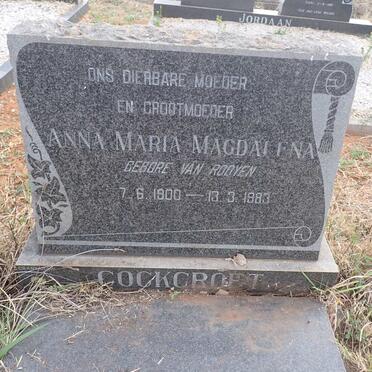 JORDAAN
ONS DIERBARE MOEDER
EN GROOTMOEDER
ANNA MARIA MAGDALENA
GEBORE VAN ROOYEN
7.6.1900 — 13.3.1983
COCKCROFT